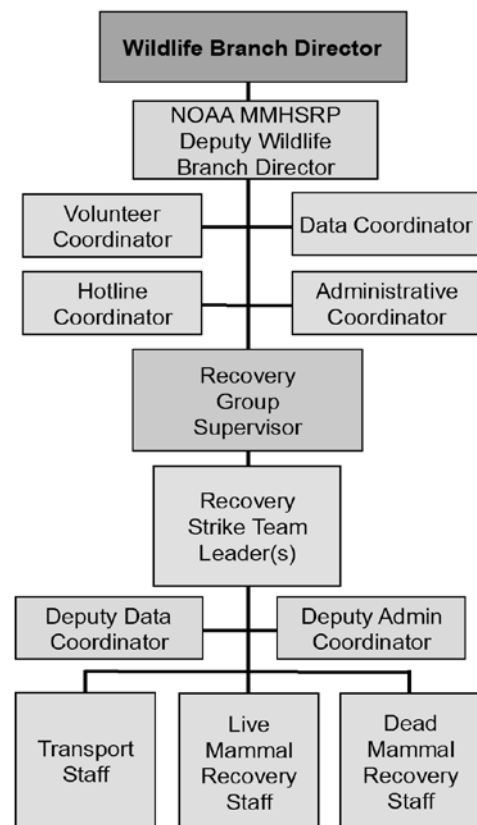 Wildlife Branch Director
NOAA MMHSRP
Deputy Wildlife
Branch Director
Volunteer
Coordinator
Data Coordinator
Hotline
Coordinator
Administrative
Coordinator
Recovery
Group
Supervisor
Recovery
Strike Team
Leader(s)
Deputy Data
Coordinator
Deputy Admin
Coordinator
Transport
Staff
Live
Mammal
Recovery
Staff
Dead
Mammal
Recovery
Staff